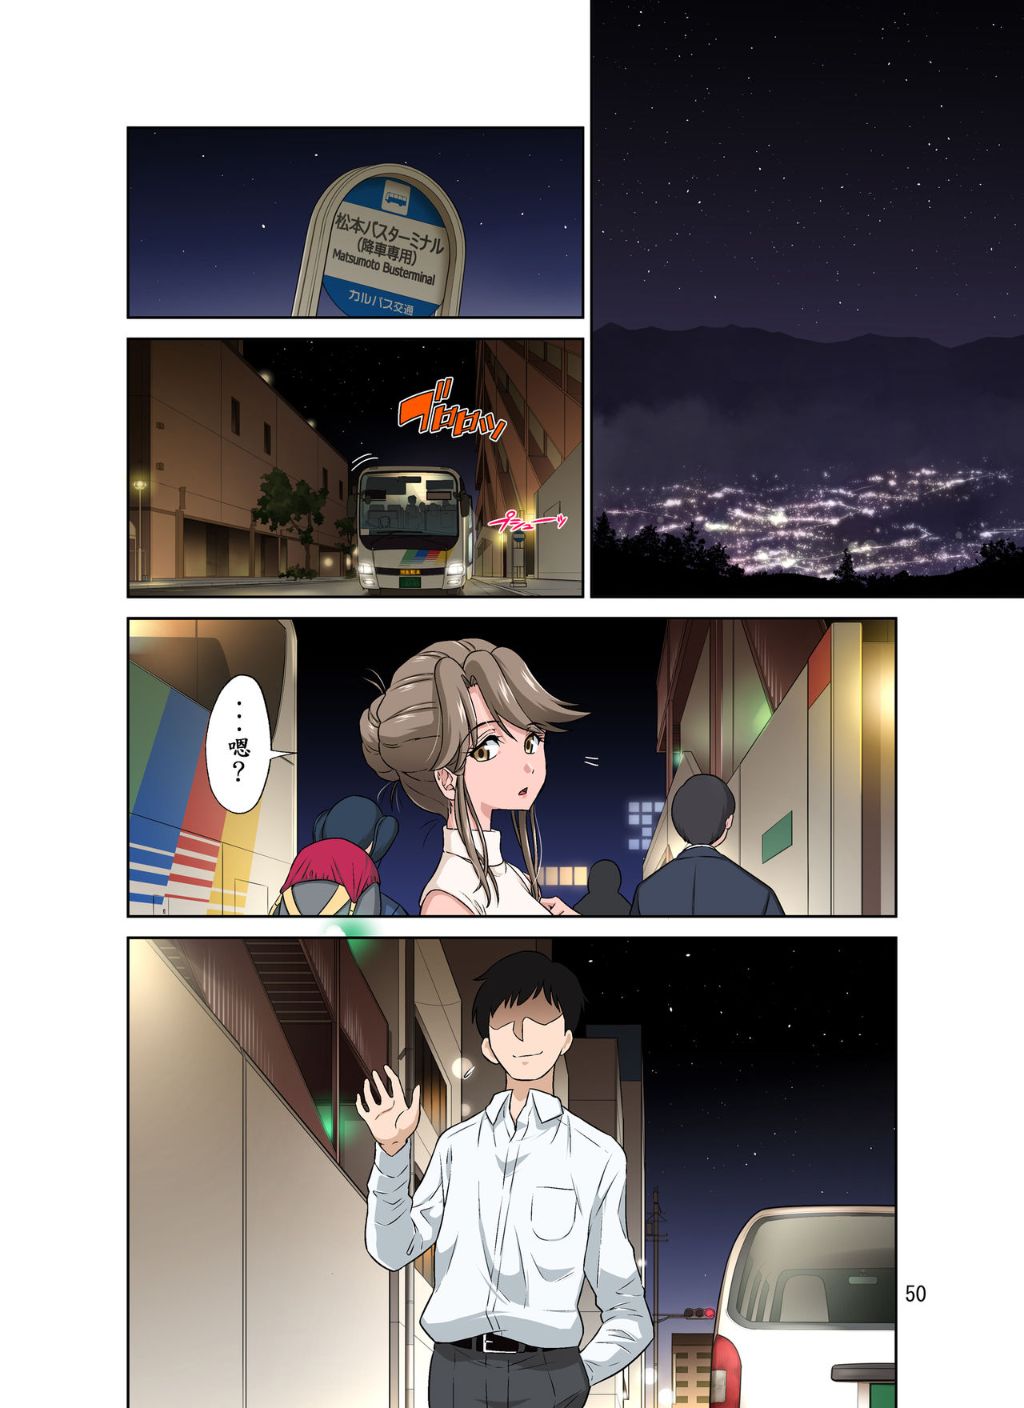 松本バスターミナル
(降車専用)
Matsumoto Busterminal
カルパス交通
ブロロロッ
プシューッ
…嗯？
50